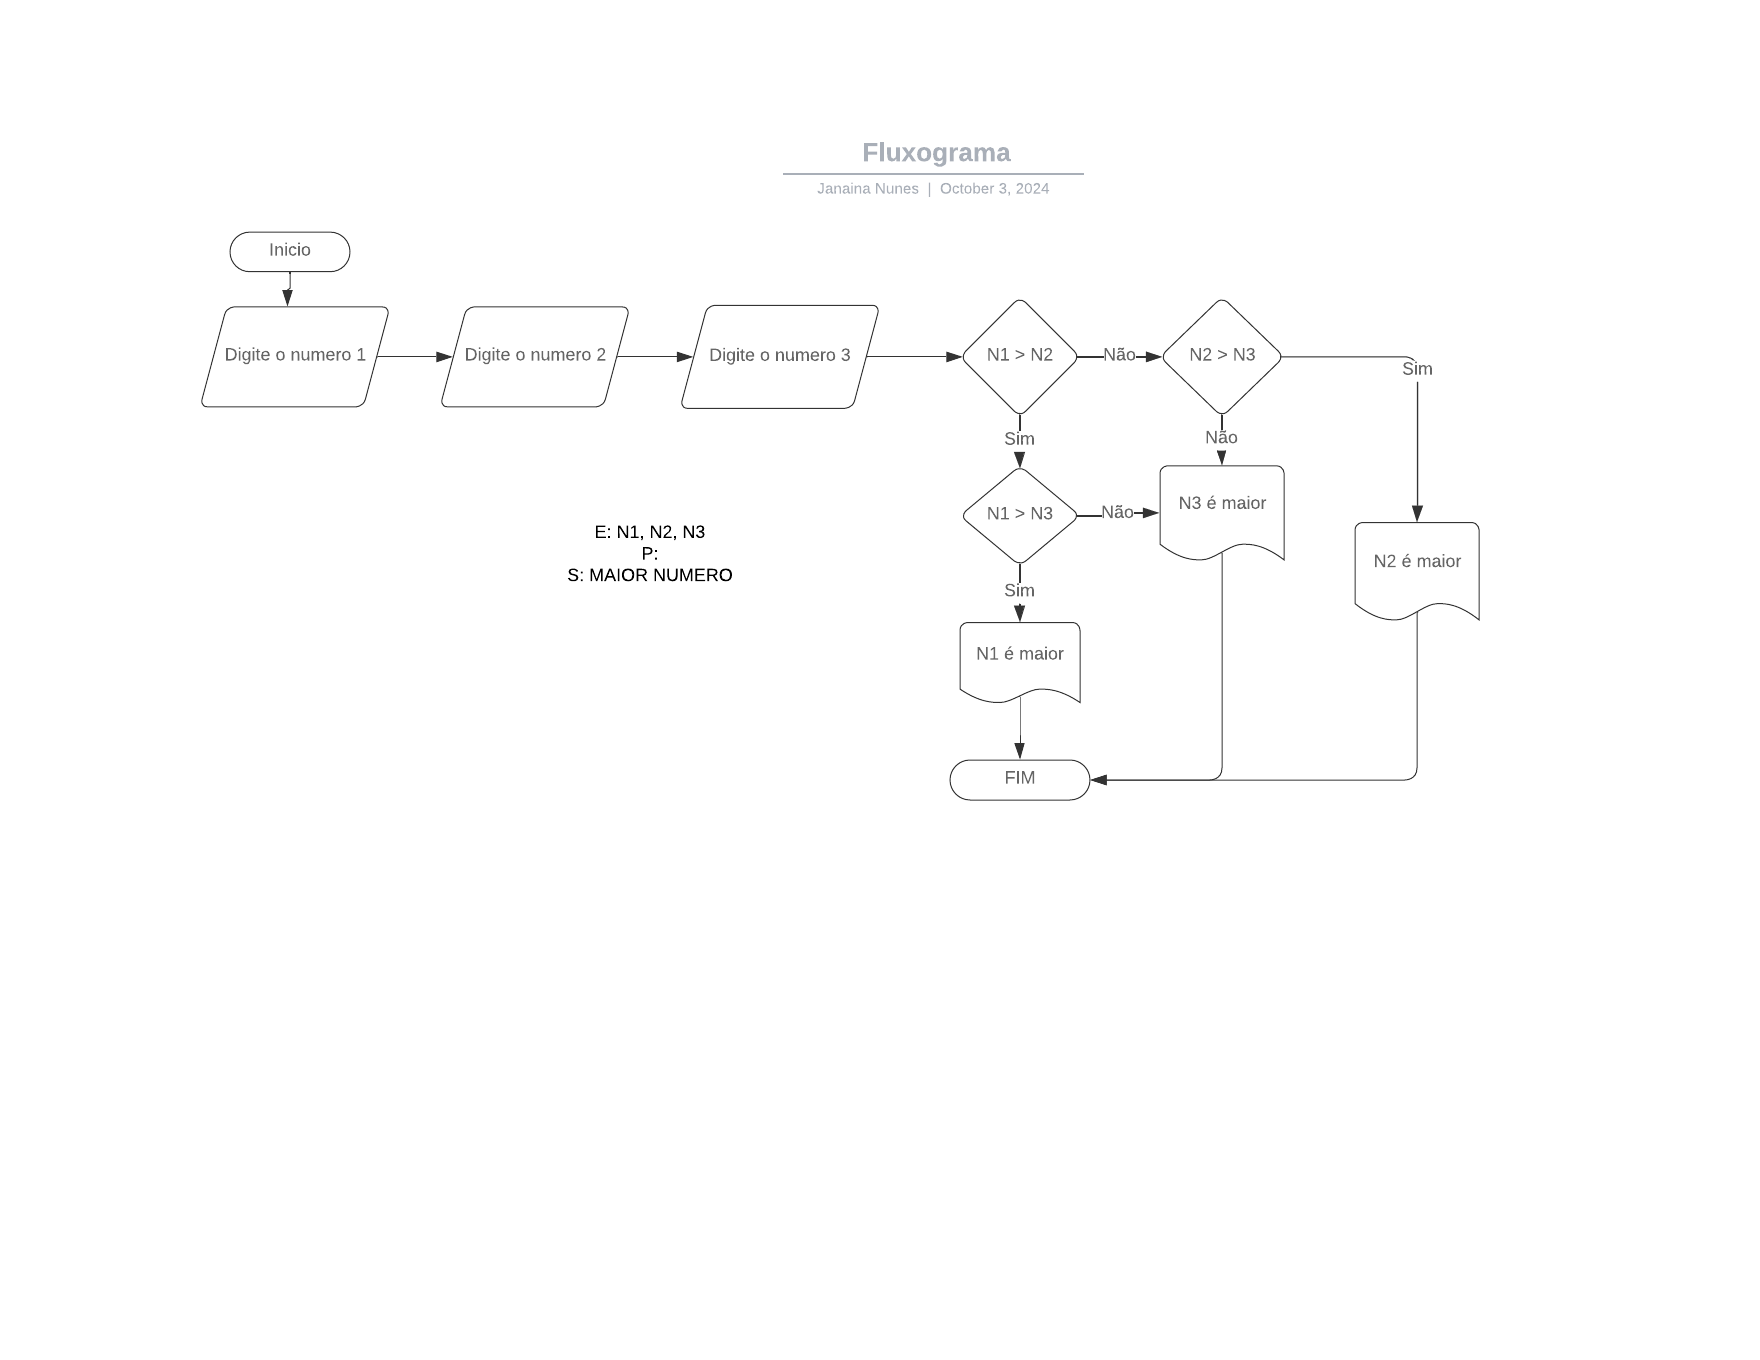 Fluxograma
Janaina Nunes | October 3, 2024
Inicio
Digite o numero 1
Digite o numero 2
Digite o numero 3
N1 > N2
Não
N2 > N3
Sim
Sim
Não
N1 > N3
Não
N3 é maior
E: N1, N2, N3
P:
S: MAIOR NUMERO
N2 é maior
Sim
N1 é maior
FIM